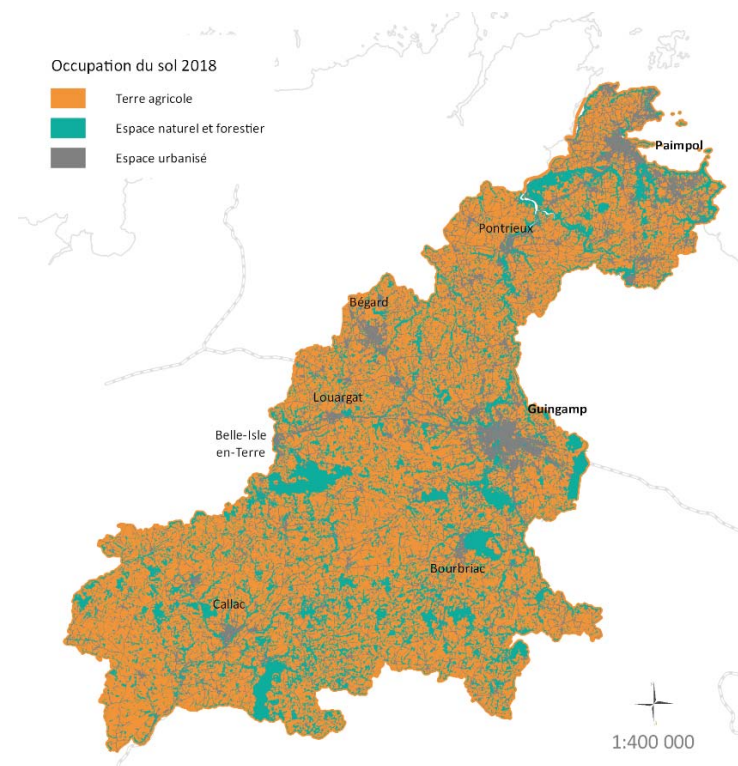 Occupation du sol 2018
Terre agricole
Espace naturel et forestier
Espace urbanisé
Paimpol
Pontrieux
Bégard
Louargat
Guingamp
Belle-Isle
en-Terre
Bourbriac
Callac
1:400 000